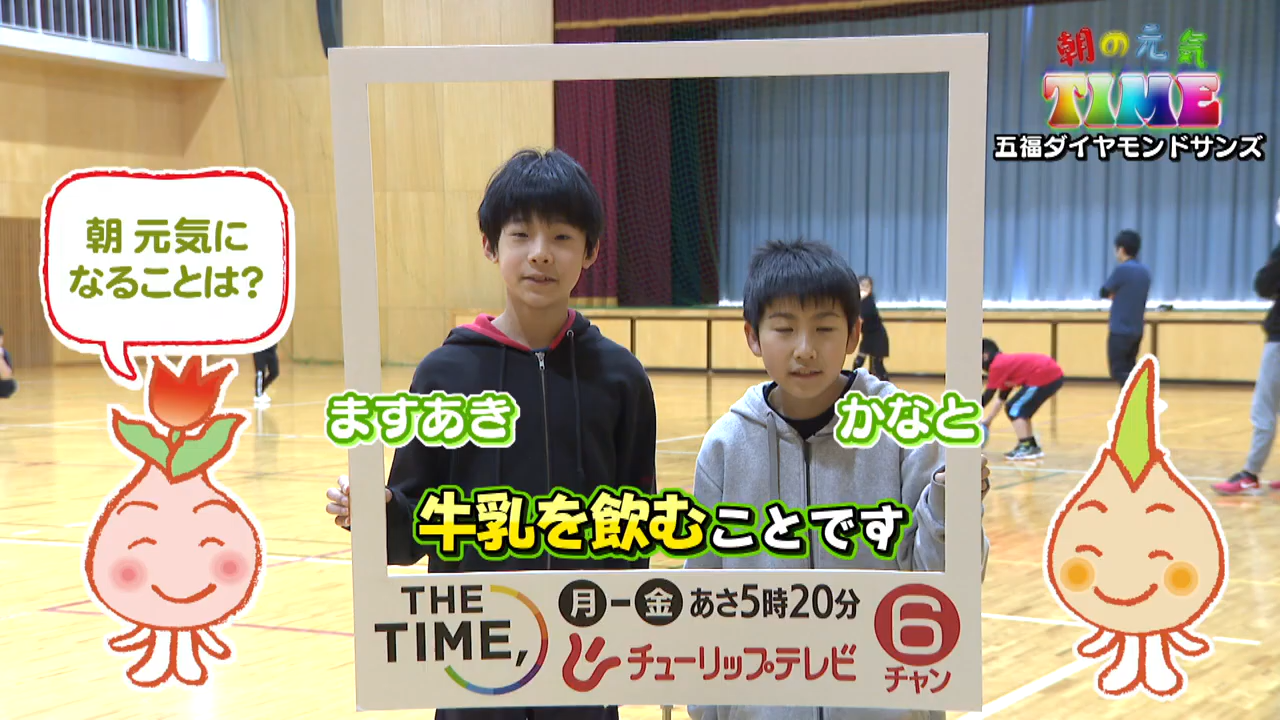 朝の元気
TIME
五福ダイヤモンドサンズ
朝 元気に
なることは?
ますあき
かなと
牛乳を飲むことです
THE
TIME,
月-金 あさ5時20分
チューリップテレビ
6
チャン